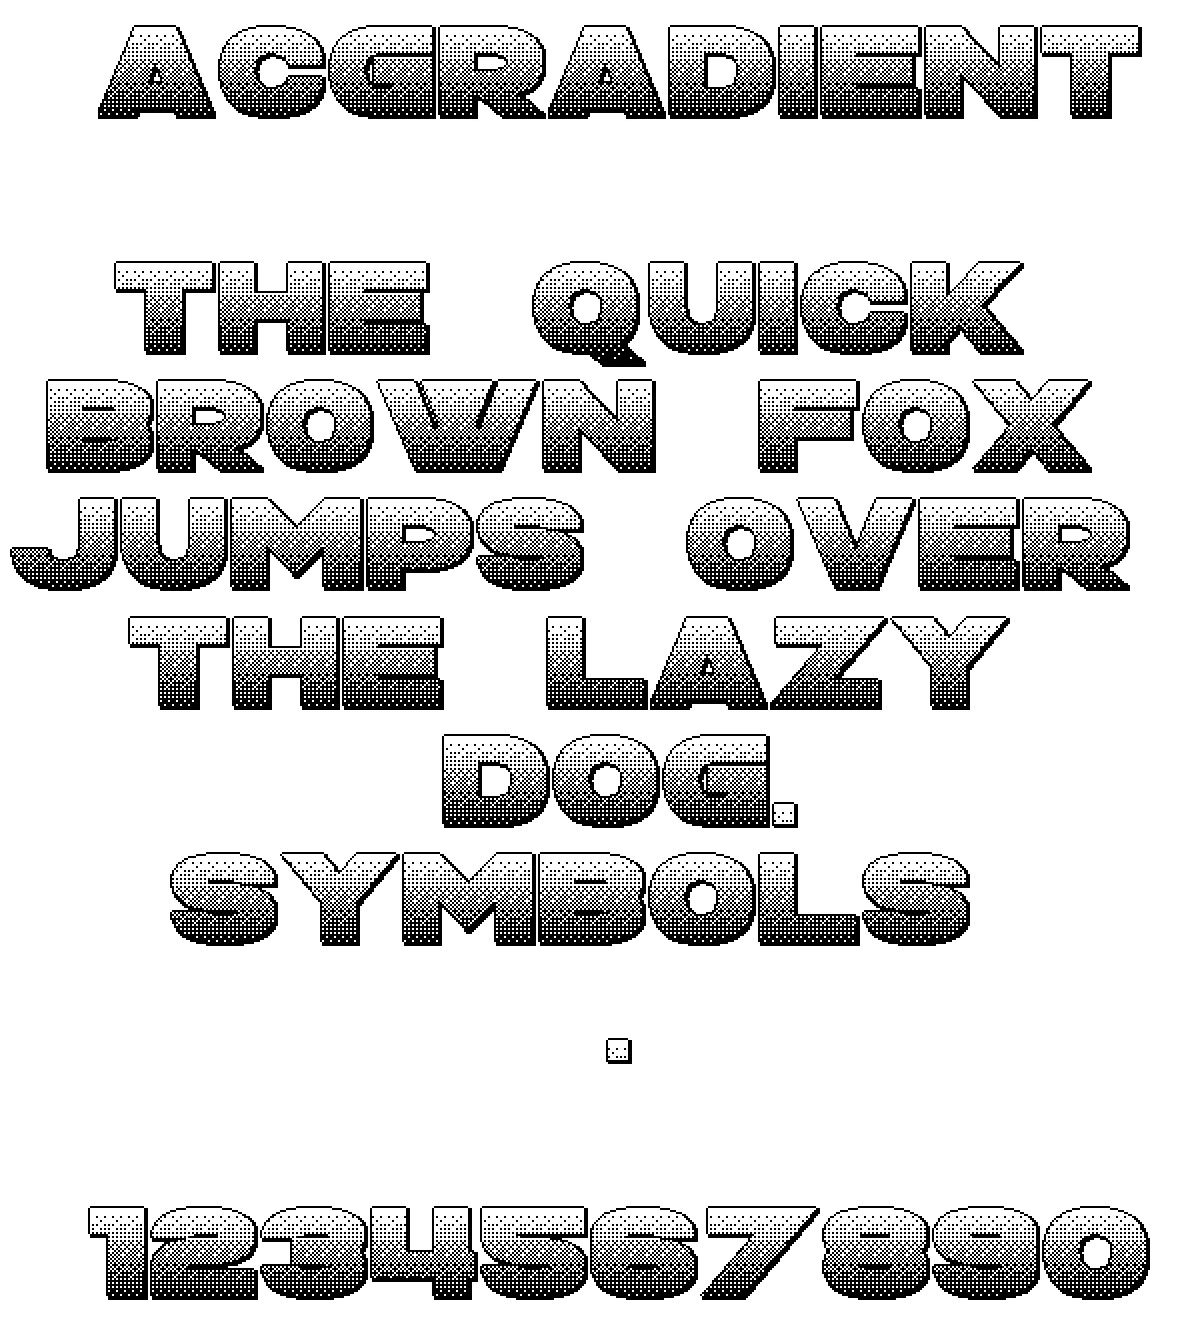 ACGRADIENT
THE QUICK
BROWN FOX
JUMPS OVER
THE LAZY
DOG.
SYMBOLS
.
1234567890